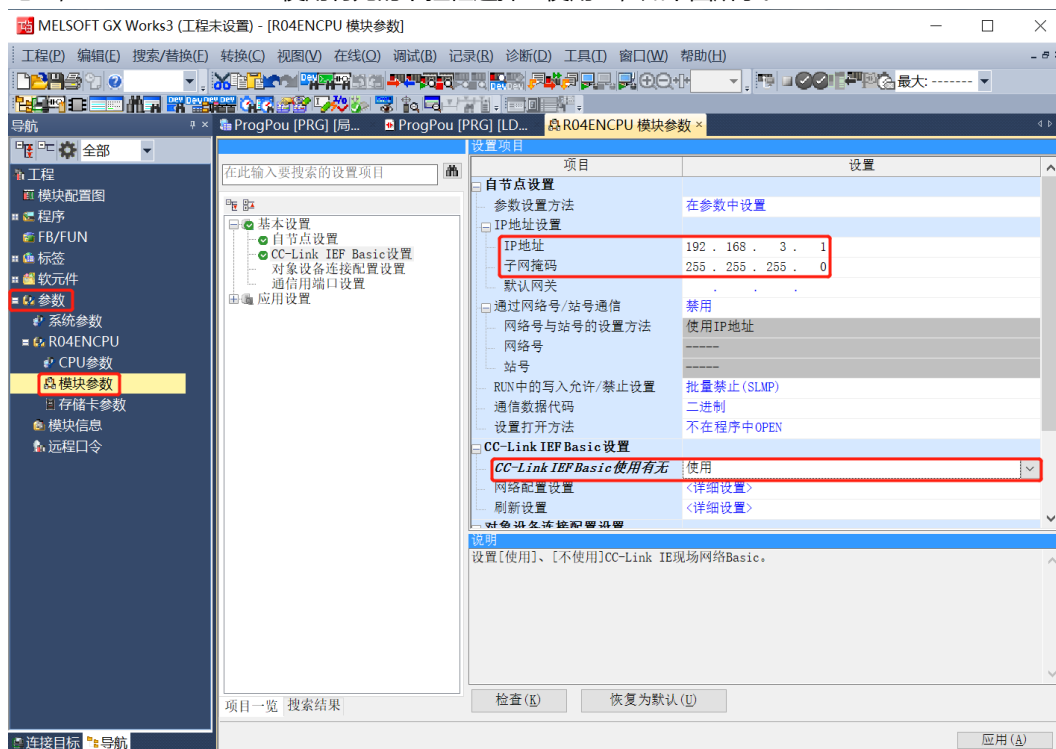 MELSOFT GX Works3 (工程未设置) - [R04ENCPU 模块参数]
工程(P) 编辑(E) 搜索/替换(F) 转换(C) 视图(V) 在线(O) 调试(B) 记录(R) 诊断(D) 工具(T) 窗口(W) 帮助(H)
最大: -------
导航
ProgPou [PRG] [局...
ProgPou [PRG] [LD...
R04ENCPU 模块参数
全部
工程
模块配置图
程序
FB/FUN
标签
软元件
参数
系统参数
R04ENCPU
CPU参数
模块参数
存储卡参数
模块信息
远程口令
连接目标 导航
在此输入要搜索的设置项目
基本设置
自节点设置
CC-Link IEF Basic设置
对象设备连接配置设置
通信用端口设置
应用设置
项目一览 搜索结果
设置项目
项目 设置
自节点设置
参数设置方法 在参数中设置
IP地址设置
IP地址 192 . 168 . 3 . 1
子网掩码 255 . 255 . 255 . 0
默认网关 . . .
通过网络号/站号通信 禁用
网络号与站号的设置方法 使用IP地址
网络号 -----
站号 -----
RUN中的写入允许/禁止设置 批量禁止(SLMP)
通信数据代码 二进制
设置打开方法 不在程序中OPEN
CC-Link IEF Basic 设置
CC-Link IEF Basic使用有无 使用
网络配置设置 <详细设置>
刷新设置 <详细设置>
对象设备连接配置设置
说明
设置[使用]、[不使用]CC-Link IE现场网络Basic。
检查(K) 恢复为默认(U)
应用(A)